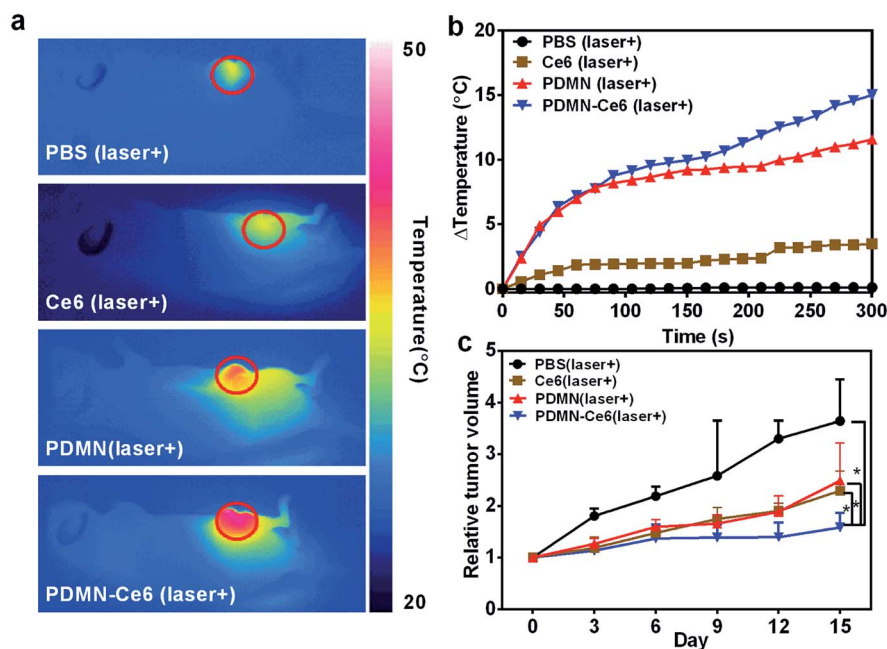 a
PBS (laser+)
Ce6 (laser+)
PDMN(laser+)
PDMN-Ce6 (laser+)
50
Temperature(°C)
20
b
PBS (laser+)
Ce6 (laser+)
PDMN (laser+)
PDMN-Ce6 (laser+)
ΔTemperature (°C)
20
15
10
5
0
0 50 100 150 200 250 300
Time (s)
c
PBS(laser+)
Ce6(laser+)
PDMN(laser+)
PDMN-Ce6(laser+)
Relative tumor volume
5
4
3
2
1
0
* * *
0 3 6 9 12 15
Day